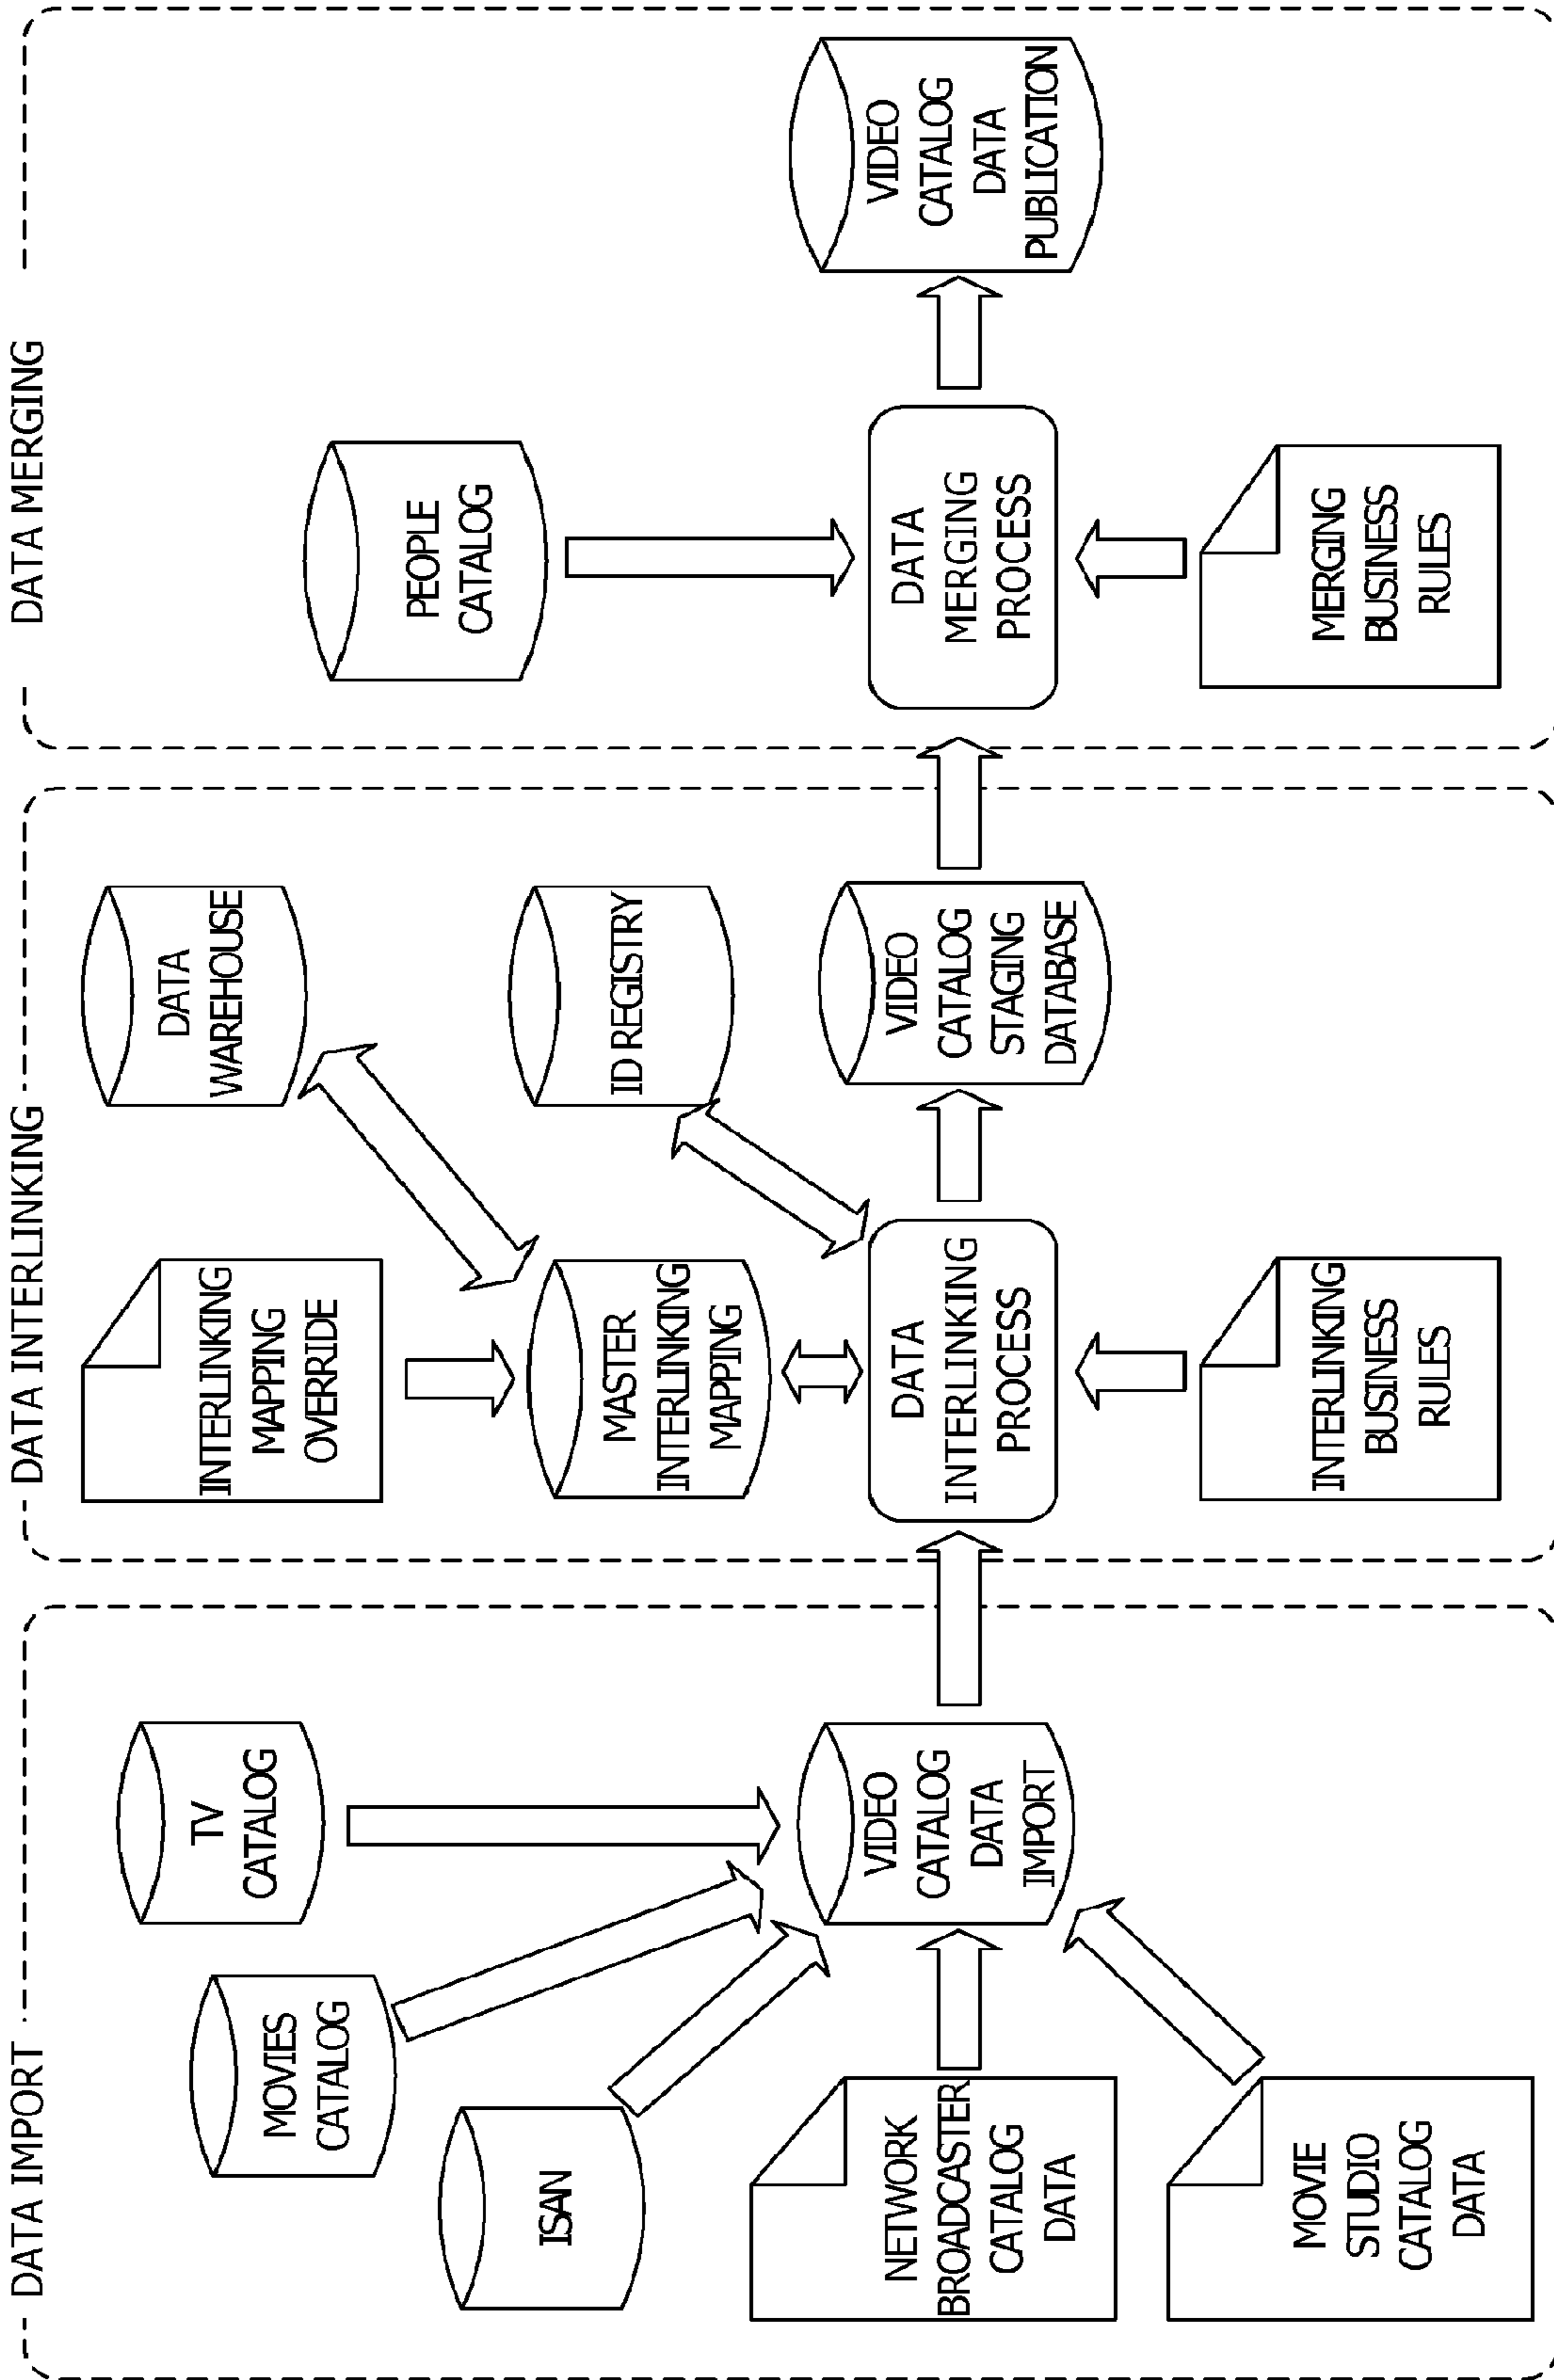 DATA IMPORT
TV
CATALOG
MOVIES
CATALOG
ISAN
NETWORK
BROADCASTER
CATALOG
DATA
MOVIE
STUDIO
CATALOG
DATA
VIDEO
CATALOG
DATA
IMPORT
DATA INTERLINKING
INTERLINKING
MAPPING
OVERRIDE
DATA
WAREHOUSE
MASTER
INTERLINKING
MAPPING
ID REGISTRY
DATA
INTERLINKING
PROCESS
VIDEO
CATALOG
STAGING
DATABASE
INTERLINKING
BUSINESS
RULES
DATA MERGING
PEOPLE
CATALOG
DATA
MERGING
PROCESS
VIDEO
CATALOG
DATA
PUBLICATION
MERGING
BUSINESS
RULES